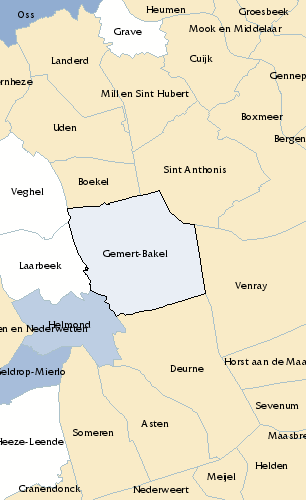 Oss
Heumen
Groesbeek
Grave
Mook en Middelaar
Landerd
Cuijk
Gennep
rnheze
Mill en Sint Hubert
Boxmeer
Uden
Bergen
Sint Anthonis
Boekel
Veghel
Gemert-Bakel
Laarbeek
Venray
Helmond
en en Nederwetten
Horst aan de Maa
Deurne
eldrop-Mierlo
Sevenum
Asten
Someren
Maasbre
Heeze-Leende
Helden
Meijel
Cranendonck
Nederweert